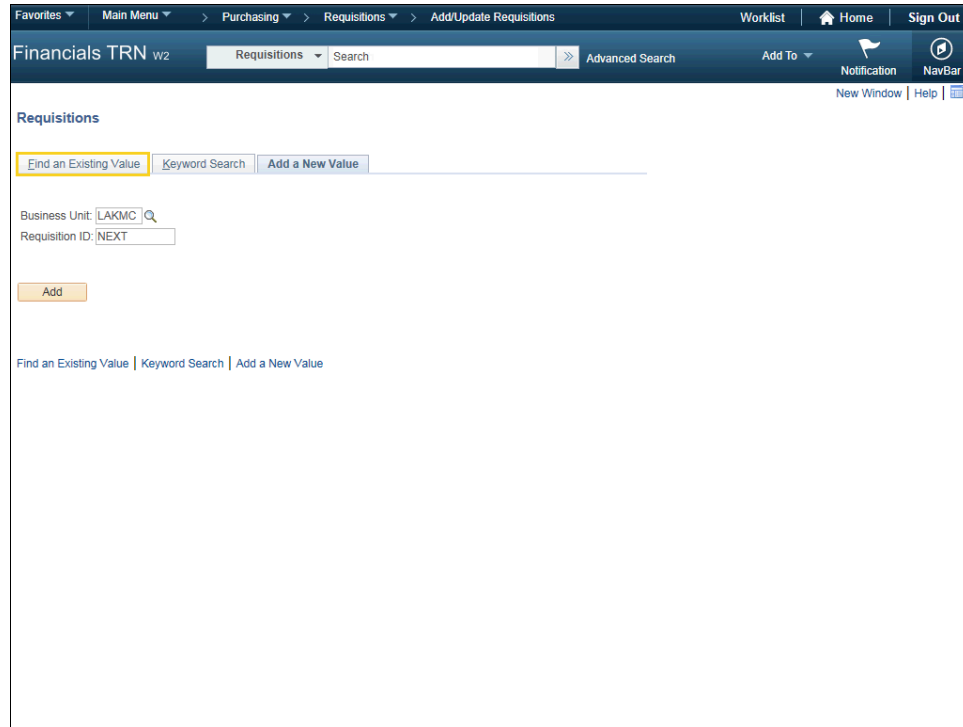 Favorites Main Menu > Purchasing > Requisitions > Add/Update Requisitions Worklist Home Sign Out
Financials TRN W2 Requisitions Search » Advanced Search Add To Notification NavBar
New Window | Help |
Requisitions
Find an Existing Value Keyword Search Add a New Value
Business Unit: LAKMC
Requisition ID: NEXT
Add
Find an Existing Value | Keyword Search | Add a New Value